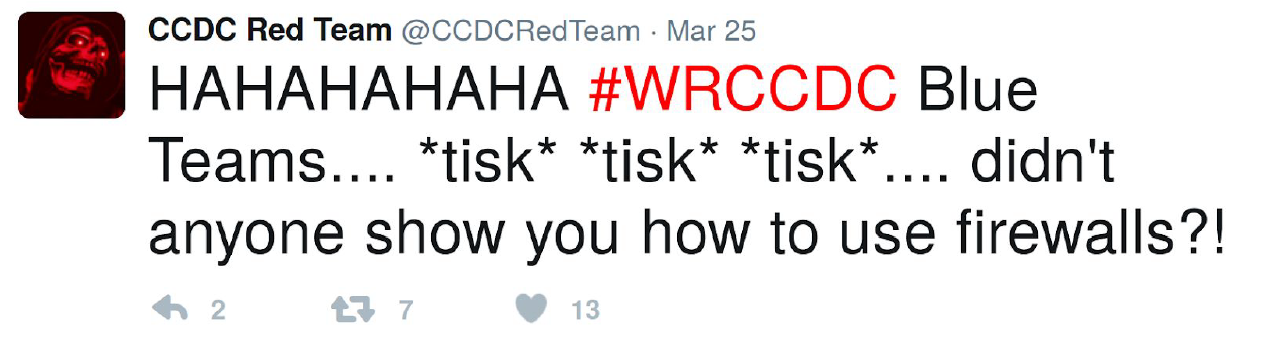 CCDC Red Team @CCDCRedTeam · Mar 25
HAHAHAHAHA #WRCCDC Blue
Teams.... *tisk* *tisk* *tisk*.... didn't
anyone show you how to use firewalls?!
2 7 13